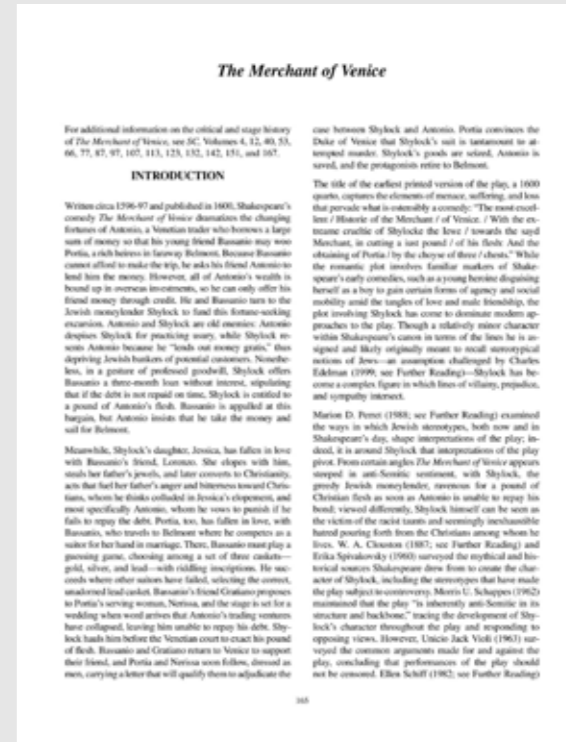 The Merchant of Venice
For additional information on the critical and stage history
of The Merchant of Venice, see SC, Volumes 4, 12, 40, 53,
66, 77, 87, 97, 107, 113, 123, 132, 142, 151, and 167.
INTRODUCTION
Written circa 1596-97 and published in 1600, Shakespeare's
comedy The Merchant of Venice dramatizes the changing
fortunes of Antonio, a Venetian trader who borrows a large
sum of money so that his young friend Bassanio may woo
Portia, a rich heiress in faraway Belmont. Because Bassanio
cannot afford to make the trip, he asks his friend Antonio to
lend him the money. However, all of Antonio's wealth is
bound up in overseas investments, so he can only offer his
friend money through credit. He and Bassanio turn to the
Jewish moneylender Shylock to fund this fortune-seeking
excursion. Antonio and Shylock are old enemies: Antonio
despises Shylock for practicing usury, while Shylock re-
sents Antonio because he "lends out money gratis," thus
depriving Jewish bankers of potential customers. Nonethe-
less, in a gesture of professed goodwill, Shylock offers
Bassanio a three-month loan without interest, stipulating
that if the debt is not repaid on time, Shylock is entitled to
a pound of Antonio's flesh. Bassanio is appalled at this
bargain, but Antonio insists that he take the money and
sail for Belmont.
Meanwhile, Shylock's daughter, Jessica, has fallen in love
with Bassanio's friend, Lorenzo. She elopes with him,
steals her father's jewels, and later converts to Christianity,
acts that fuel her father's anger and bitterness toward Chris-
tians, whom he thinks colluded in Jessica's elopement, and
most specifically Antonio, whom he vows to punish if he
fails to repay the debt. Portia, too, has fallen in love, with
Bassanio, who travels to Belmont where he competes as a
suitor for her hand in marriage. There, Bassanio must play a
guessing game, choosing among a set of three caskets—
gold, silver, and lead—with riddling inscriptions. He suc-
ceeds where other suitors have failed, selecting the correct,
unadorned lead casket. Bassanio's friend Gratiano proposes
to Portia's serving woman, Nerissa, and the stage is set for a
wedding when word arrives that Antonio's trading ventures
have collapsed, leaving him unable to repay his debt. Shy-
lock hauls him before the Venetian court to exact his pound
of flesh. Bassanio and Gratiano return to Venice to support
their friend, and Portia and Nerissa soon follow, dressed as
men, carrying a letter that will qualify them to adjudicate the
case between Shylock and Antonio. Portia convinces the
Duke of Venice that Shylock's suit is tantamount to at-
tempted murder. Shylock's goods are seized, Antonio is
saved, and the protagonists retire to Belmont.
The title of the earliest printed version of the play, a 1600
quarto, captures the elements of menace, suffering, and loss
that pervade what is ostensibly a comedy: "The most excel-
lent / Historie of the Merchant / of Venice. / With the ex-
treame crueltie of Shylocke the Iewe / towards the sayd
Merchant, in cutting a iust pound / of his flesh: And the
obtaining of Portia / by the choyse of three / chests." While
the romantic plot involves familiar markers of Shake-
speare's early comedies, such as a young heroine disguising
herself as a boy to gain certain forms of agency and social
mobility amid the tangles of love and male friendship, the
plot involving Shylock has come to dominate modern ap-
proaches to the play. Though a relatively minor character
within Shakespeare's canon in terms of the lines he is as-
signed and likely originally meant to recall stereotypical
notions of Jews—an assumption challenged by Charles
Edelman (1999; see Further Reading)—Shylock has be-
come a complex figure in which lines of villainy, prejudice,
and sympathy intersect.
Marion D. Perret (1988; see Further Reading) examined
the ways in which Jewish stereotypes, both now and in
Shakespeare's day, shape interpretations of the play; in-
deed, it is around Shylock that interpretations of the play
pivot. From certain angles The Merchant of Venice appears
steeped in anti-Semitic sentiment, with Shylock, the
greedy Jewish moneylender, ravenous for a pound of
Christian flesh as soon as Antonio is unable to repay his
bond; viewed differently, Shylock himself can be seen as
the victim of the racist taunts and seemingly inexhaustible
hatred pouring forth from the Christians among whom he
lives. W. A. Clouston (1887; see Further Reading) and
Erika Spivakovsky (1960) surveyed the mythical and his-
torical sources Shakespeare drew from to create the char-
acter of Shylock, including the stereotypes that have made
the play subject to controversy. Morris U. Schappes (1962)
maintained that the play "is inherently anti-Semitic in its
structure and backbone," tracing the development of Shy-
lock's character throughout the play and responding to
opposing views. However, Unicio Jack Violi (1963) sur-
veyed the common arguments made for and against the
play, concluding that performances of the play should
not be censored. Ellen Schiff (1982; see Further Reading)
165